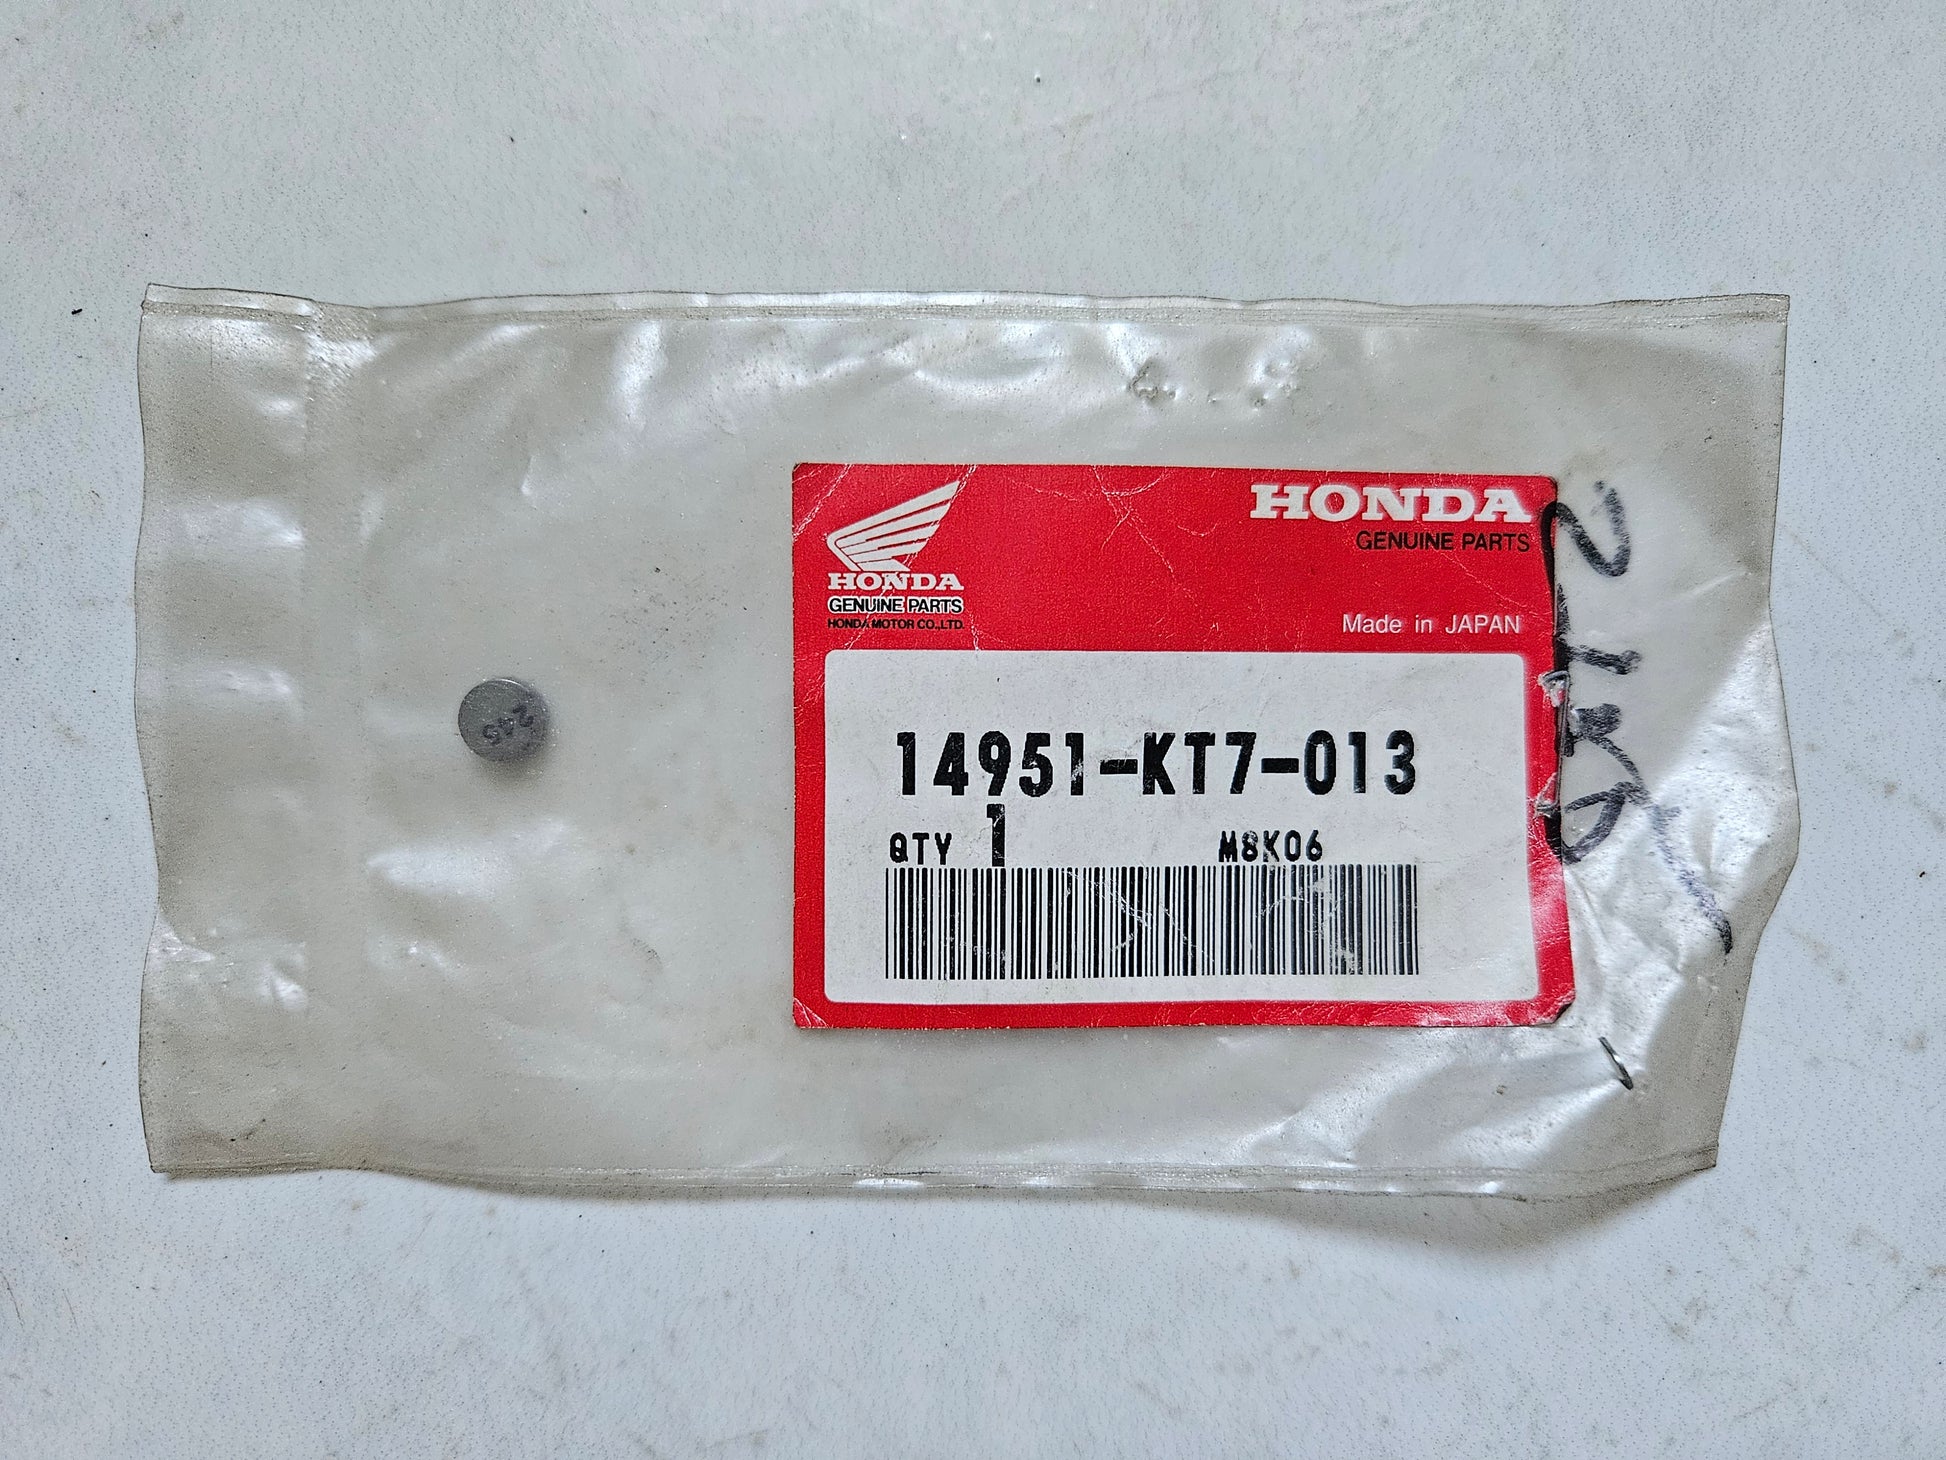 245
HONDA
GENUINE PARTS
HONDA MOTOR CO.,LTD.
HONDA
GENUINE PARTS
Made in JAPAN
14951-KT7-013
QTY 1 M8K06